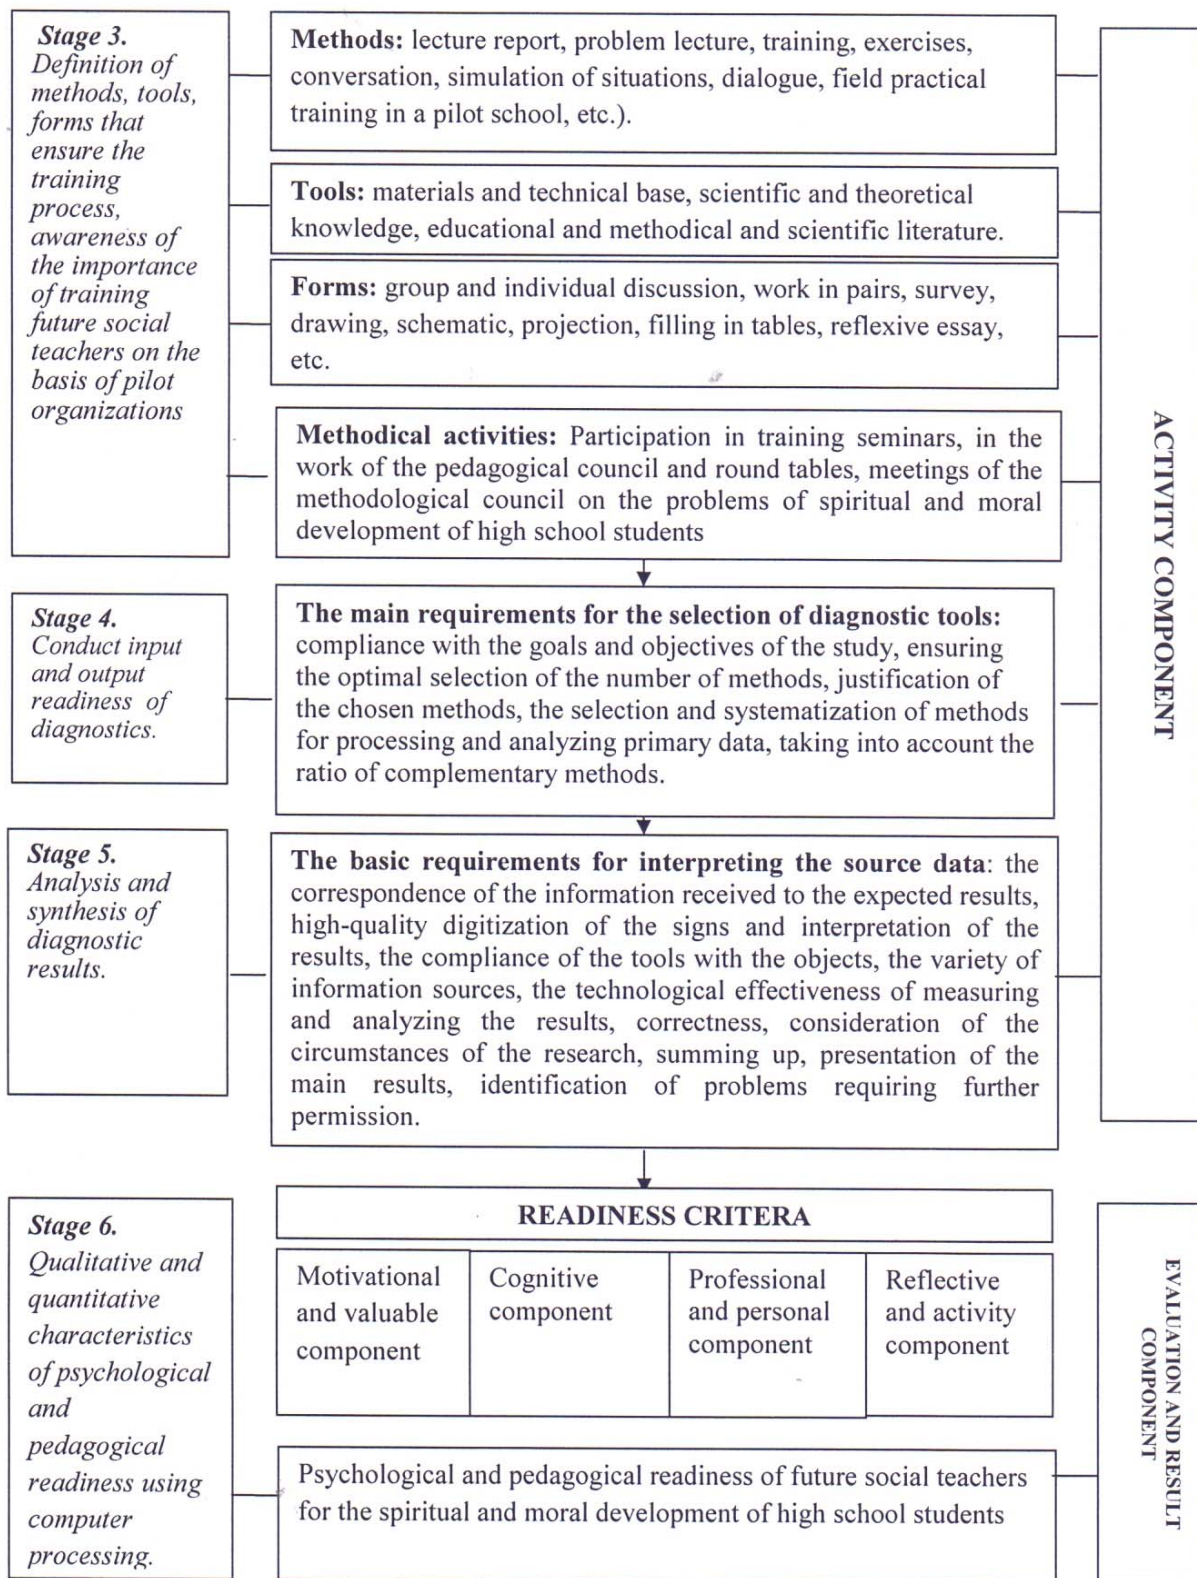 Stage 3.
Definition of
methods, tools,
forms that
ensure the
training
process,
awareness of
the importance
of training
future social
teachers on the
basis of pilot
organizations
Methods: lecture report, problem lecture, training, exercises,
conversation, simulation of situations, dialogue, field practical
training in a pilot school, etc.).
Tools: materials and technical base, scientific and theoretical
knowledge, educational and methodical and scientific literature.
Forms: group and individual discussion, work in pairs, survey,
drawing, schematic, projection, filling in tables, reflexive essay,
etc.
Methodical activities: Participation in training seminars, in the
work of the pedagogical council and round tables, meetings of the
methodological council on the problems of spiritual and moral
development of high school students
ACTIVITY COMPONENT
Stage 4.
Conduct input
and output
readiness of
diagnostics.
The main requirements for the selection of diagnostic tools:
compliance with the goals and objectives of the study, ensuring
the optimal selection of the number of methods, justification of
the chosen methods, the selection and systematization of methods
for processing and analyzing primary data, taking into account the
ratio of complementary methods.
Stage 5.
Analysis and
synthesis of
diagnostic
results.
The basic requirements for interpreting the source data: the
correspondence of the information received to the expected results,
high-quality digitization of the signs and interpretation of the
results, the compliance of the tools with the objects, the variety of
information sources, the technological effectiveness of measuring
and analyzing the results, correctness, consideration of the
circumstances of the research, summing up, presentation of the
main results, identification of problems requiring further
permission.
Stage 6.
Qualitative and
quantitative
characteristics
of psychological
and
pedagogical
readiness using
computer
processing.
READINESS CRITERA
Motivational
and valuable
component
Cognitive
component
Professional
and personal
component
Reflective
and activity
component
Psychological and pedagogical readiness of future social teachers
for the spiritual and moral development of high school students
EVALUATION AND RESULT
COMPONENT